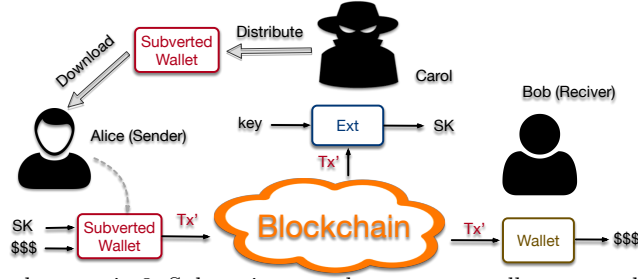 Distribute
Download
Subverted
Wallet
Carol
Bob (Reciver)
key
Ext
SK
Alice (Sender)
Tx'
SK
$$$
Subverted
Wallet
Tx'
Blockchain
Tx'
Wallet
$$$